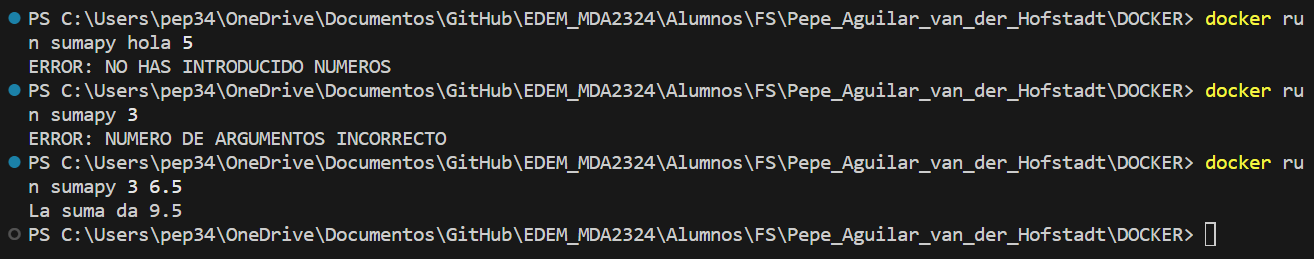 PS C:\Users\pep34\OneDrive\Documentos\GitHub\EDEM_MDA2324\Alumnos\FS\Pepe_Aguilar_van_der_Hofstadt\DOCKER> docker ru
n sumapy hola 5
ERROR: NO HAS INTRODUCIDO NUMEROS
PS C:\Users\pep34\OneDrive\Documentos\GitHub\EDEM_MDA2324\Alumnos\FS\Pepe_Aguilar_van_der_Hofstadt\DOCKER> docker ru
n sumapy 3
ERROR: NUMERO DE ARGUMENTOS INCORRECTO
PS C:\Users\pep34\OneDrive\Documentos\GitHub\EDEM_MDA2324\Alumnos\FS\Pepe_Aguilar_van_der_Hofstadt\DOCKER> docker ru
n sumapy 3 6.5
La suma da 9.5
PS C:\Users\pep34\OneDrive\Documentos\GitHub\EDEM_MDA2324\Alumnos\FS\Pepe_Aguilar_van_der_Hofstadt\DOCKER>